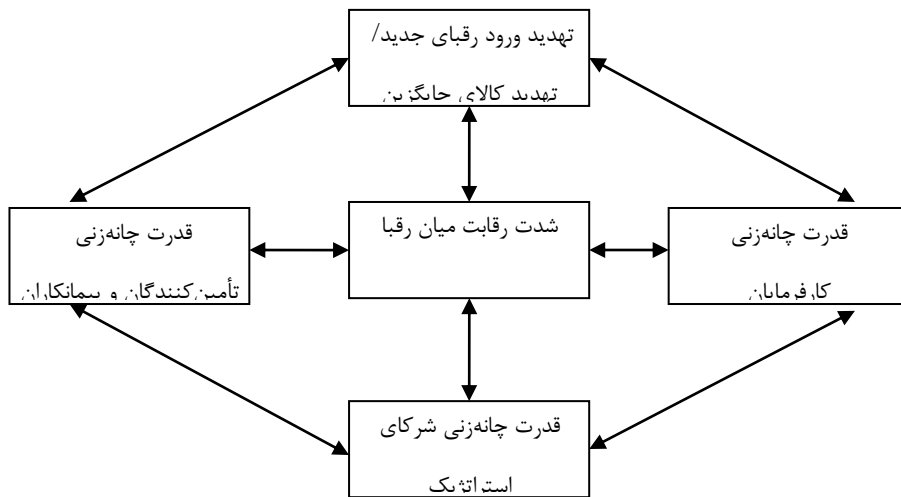 تهدید ورود رقبای جدید/
تهدید کالای جایگزین
قدرت چانه‌زنی
کارفرمایان
شدت رقابت میان رقبا
قدرت چانه‌زنی
تأمین‌کنندگان و پیمانکاران
قدرت چانه‌زنی شرکای
استراتژیک